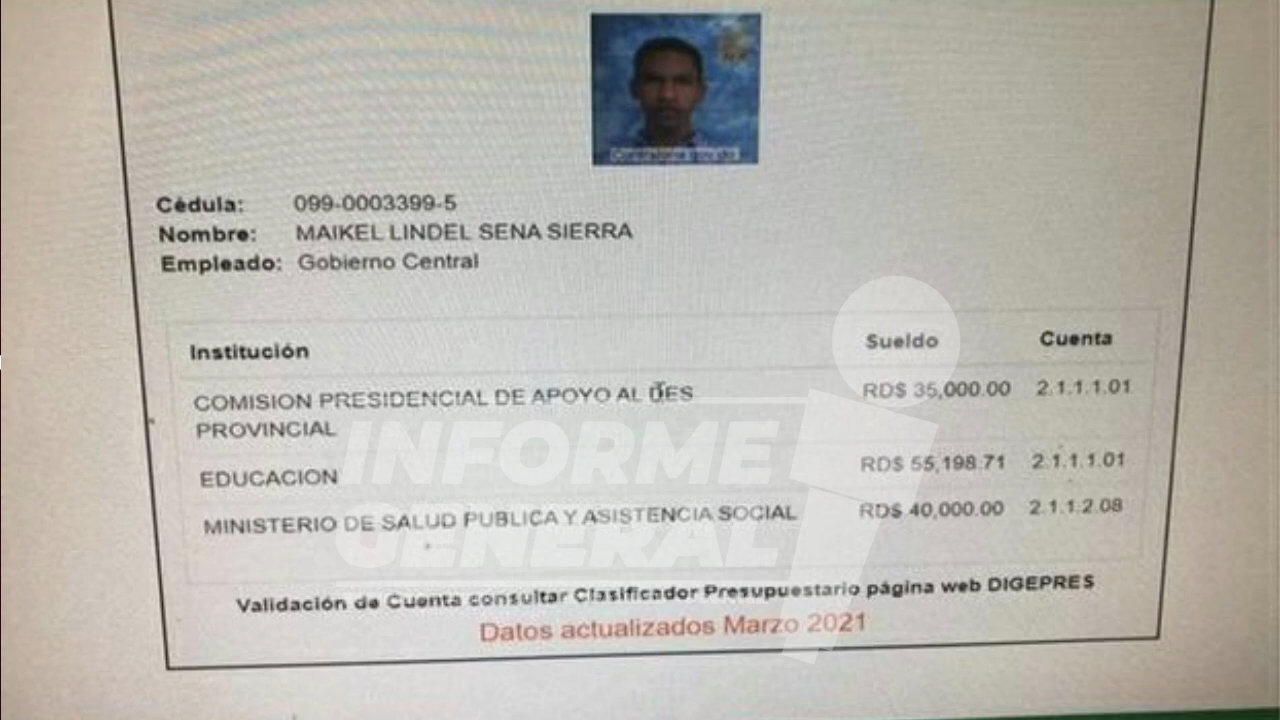 Contraloria.gov.do
Cédula: 099-0003399-5
Nombre: MAIKEL LINDEL SENA SIERRA
Empleado: Gobierno Central
Institución Sueldo Cuenta
COMISION PRESIDENCIAL DE APOYO AL DES RD$ 35,000.00 2.1.1.1.01
PROVINCIAL
EDUCACION RD$ 55,198.71 2.1.1.1.01
MINISTERIO DE SALUD PUBLICA Y ASISTENCIA SOCIAL RD$ 40,000.00 2.1.1.2.08
INFORME
GENERAL
Validación de Cuenta consultar Clasificador Presupuestario página web DIGEPRES
Datos actualizados Marzo 2021